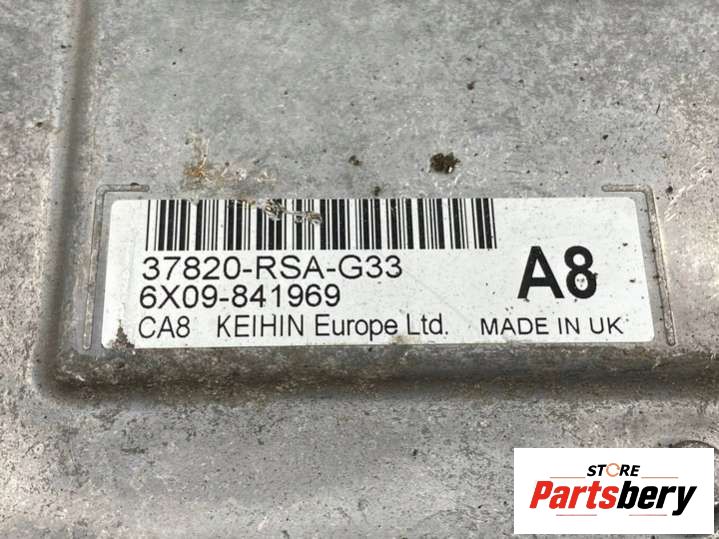 37820-RSA-G33
6X09-841969
A8
CA8 KEIHIN Europe Ltd. MADE IN UK
STORE
Partsbery